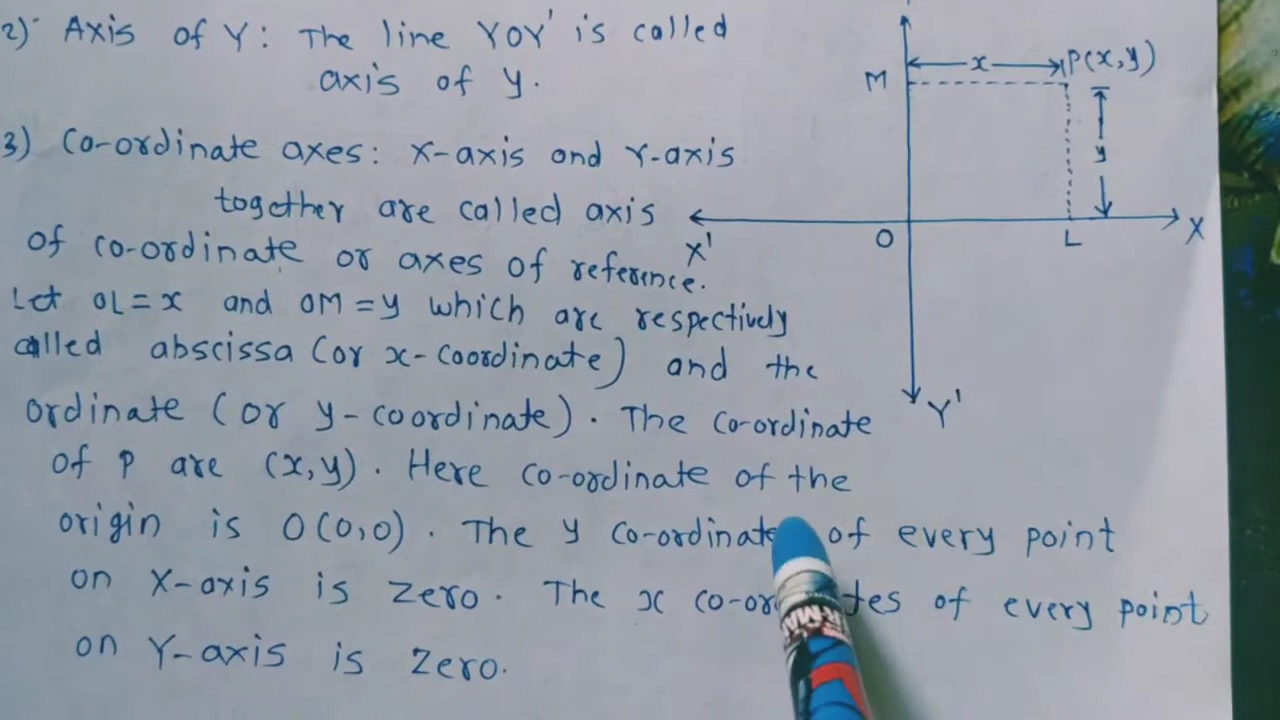 2) Axis of Y: The line YOY' is called
axis of y.
3) Co-ordinate axes: X-axis and Y-axis
together are called axis
of co-ordinate or axes of reference.
Let OL = x and OM = y which are respectively
called abscissa (or x-coordinate) and the
ordinate (or y-coordinate). The co-ordinate
of P are (x,y). Here co-ordinate of the
origin is O(0,0). The y co-ordinate of every point
on X-axis is zero. The x co-or tes of every point
on Y-axis is zero.
M
x
P(x,y)
y
X'
O
L
X
Y'